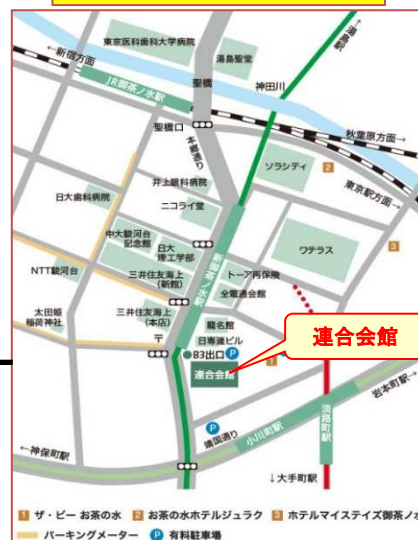 東京医科歯科大学病院
湯島聖堂
←湯島駅
←新宿方面
聖橋
神田川
JR御茶ノ水駅
聖橋口
本郷通り
秋葉原方面→
ソラシティ
2
東京駅方面→
井上眼科病院
日大歯科病院
ニコライ堂
3
中大駿河台
記念館
日大
理工学部
新御茶ノ水駅
ワテラス
NTT駿河台
三井住友海上
(新館)
トーア再保険
全電通会館
太田姫
稲荷神社
三井住友海上
(本店)
龍名館
日専連ビル
〒
B3出口
P
連合会館
連合会館
1
靖国通り
P
小川町駅
淡路町駅
岩本町駅→
←神保町駅
↓大手町駅
1 ザ・ビー お茶の水 2 お茶の水ホテルジュラク 3 ホテルマイステイズ御茶ノ
パーキングメーター P 有料駐車場